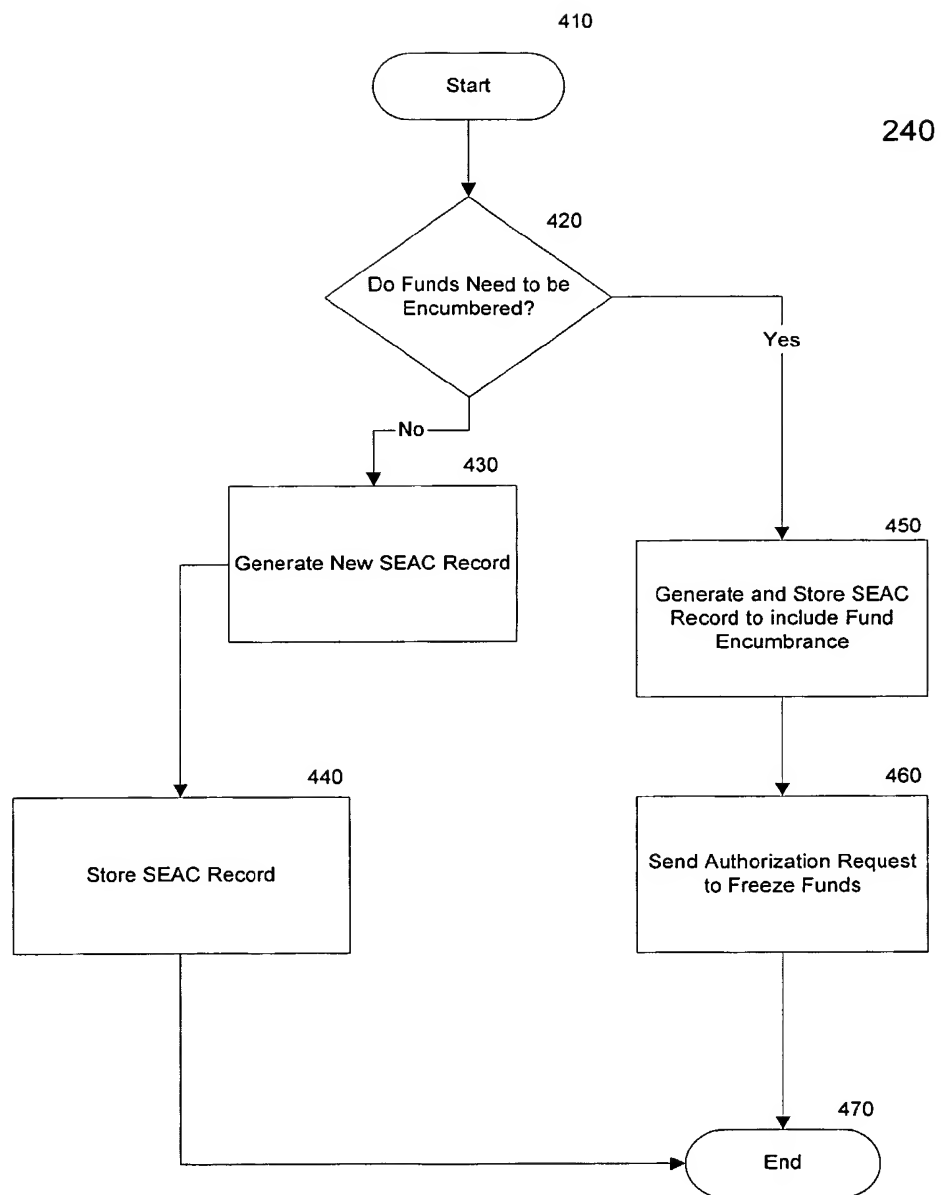 410
Start
240
420
Do Funds Need to be
Encumbered?
Yes
No
430
Generate New SEAC Record
450
Generate and Store SEAC
Record to include Fund
Encumbrance
440
Store SEAC Record
460
Send Authorization Request
to Freeze Funds
470
End